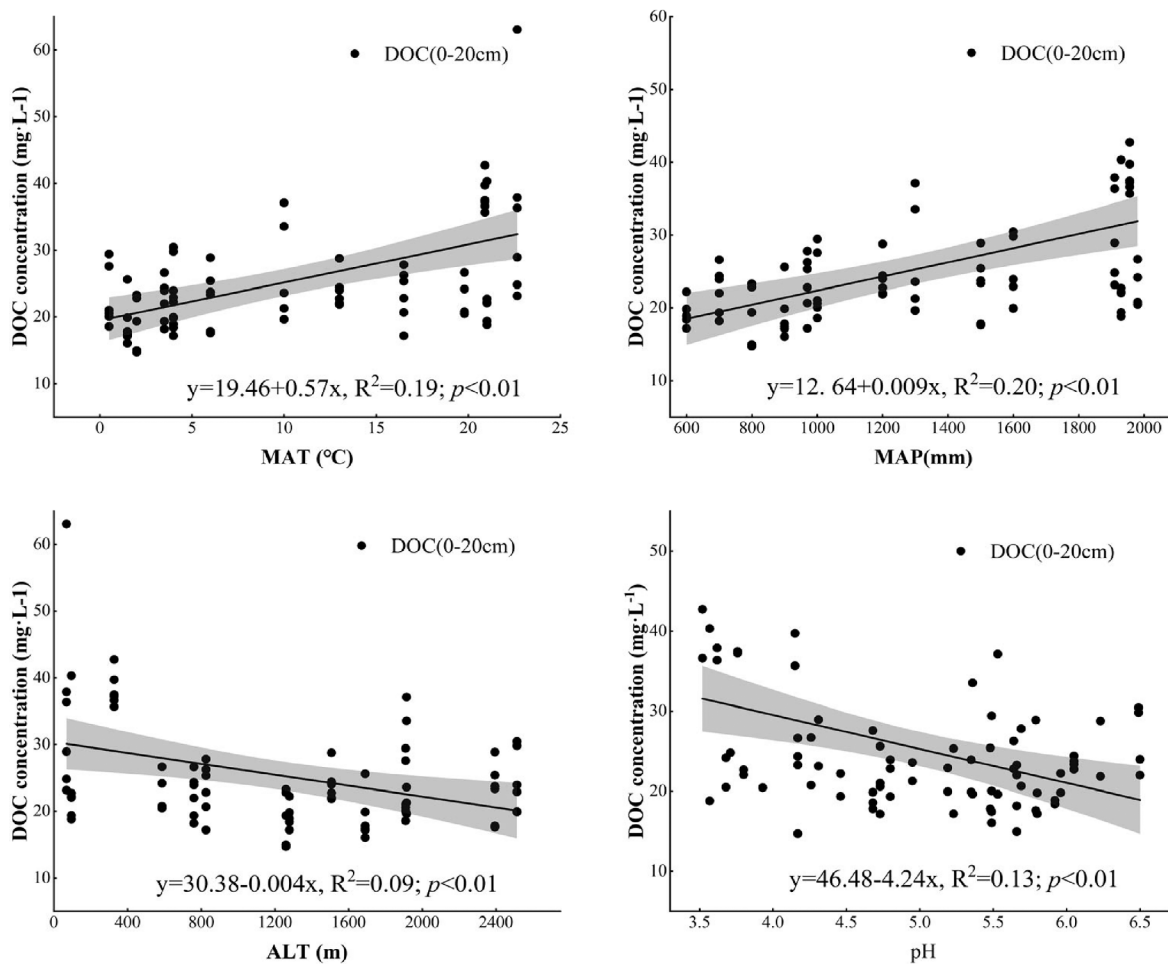 60
50
40
30
20
10
DOC concentration (mg·L-1)
DOC(0-20cm)
y=19.46+0.57x, R²=0.19; p<0.01
0 5 10 15 20 25
MAT (°C)
60
50
40
30
20
10
DOC concentration (mg·L-1)
DOC(0-20cm)
y=12. 64+0.009x, R²=0.20; p<0.01
600 800 1000 1200 1400 1600 1800 2000
MAP(mm)
60
50
40
30
20
10
DOC concentration (mg·L-1)
DOC(0-20cm)
y=30.38-0.004x, R²=0.09; p<0.01
0 400 800 1200 1600 2000 2400
ALT (m)
50
40
30
20
10
DOC concentration (mg·L⁻¹)
DOC(0-20cm)
y=46.48-4.24x, R²=0.13; p<0.01
3.5 4.0 4.5 5.0 5.5 6.0 6.5
pH